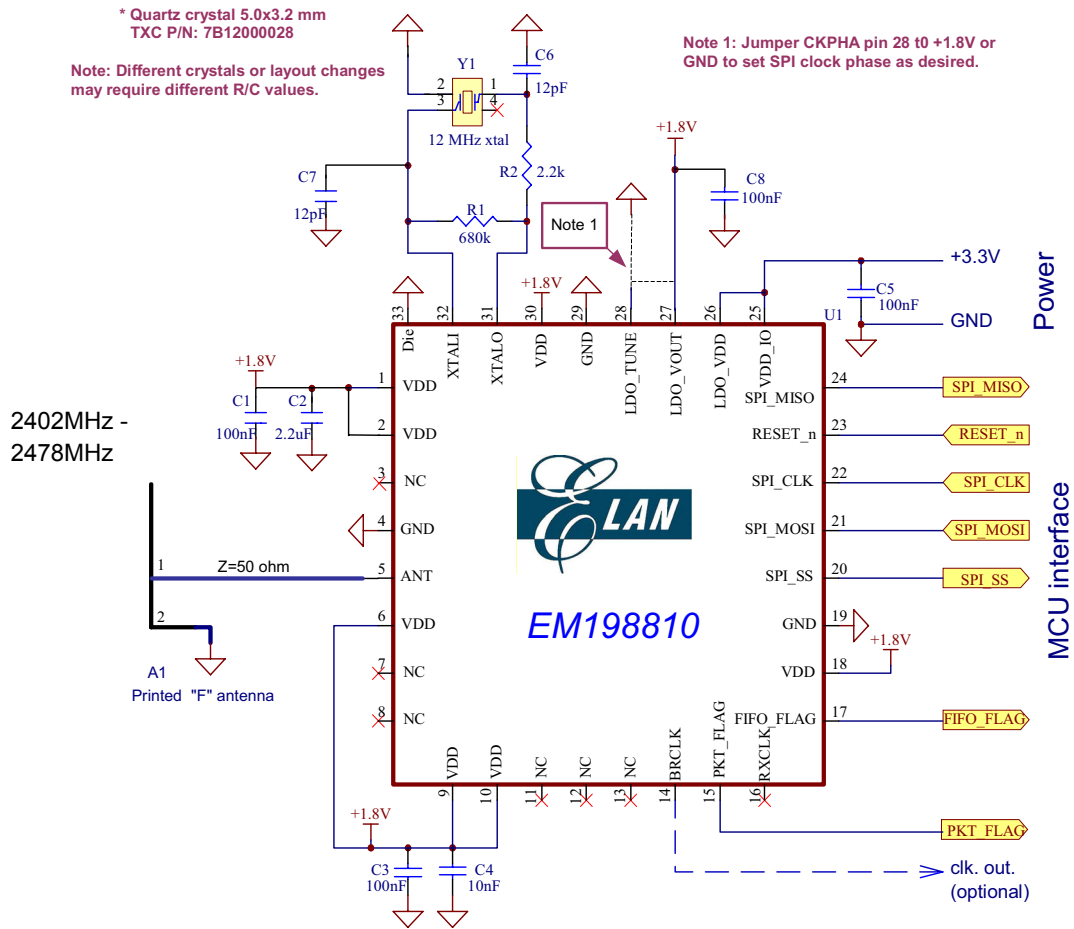 * Quartz crystal 5.0x3.2 mm
TXC P/N: 7B12000028
Note: Different crystals or layout changes
may require different R/C values.
Note 1: Jumper CKPHA pin 28 t0 +1.8V or
GND to set SPI clock phase as desired.
Y1
2
1
3
4
12 MHz xtal
C6
12pF
R2
2.2k
C7
12pF
R1
680k
Note 1
+1.8V
C8
100nF
+3.3V
C5
100nF
GND
Power
+1.8V
33
32
31
30
29
28
27
26
25
U1
Die
XTALI
XTALO
VDD
GND
LDO_TUNE
LDO_VOUT
LDO_VDD
VDD_IO
+1.8V
C1
100nF
C2
2.2uF
1
VDD
2
VDD
3
NC
4
GND
5
ANT
6
VDD
7
NC
8
NC
2402MHz -
2478MHz
1
Z=50 ohm
2
A1
Printed "F" antenna
ELAN
EM198810
SPI_MISO
24
SPI_MISO
RESET_n
23
RESET_n
SPI_CLK
22
SPI_CLK
SPI_MOSI
21
SPI_MOSI
SPI_SS
20
SPI_SS
GND
19
+1.8V
VDD
18
FIFO_FLAG
17
FIFO_FLAG
MCU interface
VDD
VDD
NC
NC
NC
BRCLK
PKT_FLAG
RXCLK
9
10
11
12
13
14
15
16
+1.8V
C3
100nF
C4
10nF
PKT_FLAG
clk. out.
(optional)